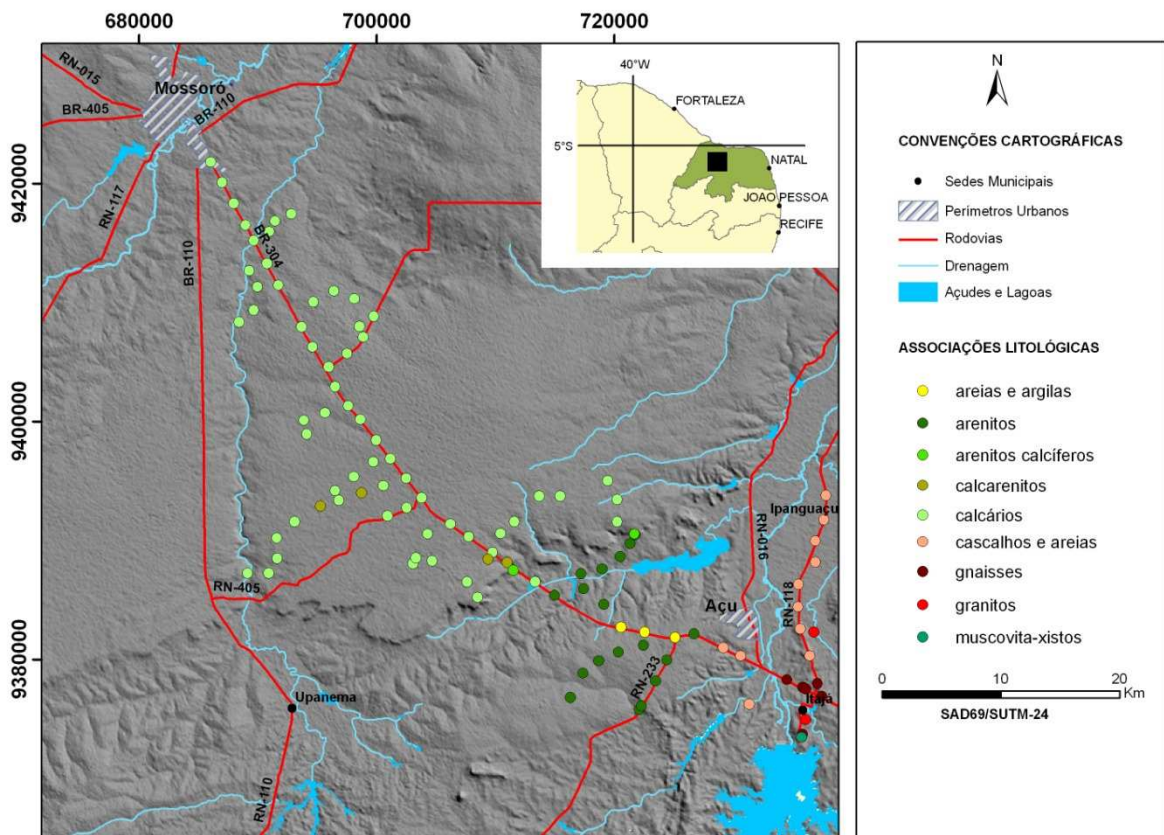 680000
700000
720000
9420000
9400000
9380000
RN-015
Mossoró
BR-405
BR-110
RN-117
BR-110
BR-304
RN-405
Upanema
RN-110
RN-233
Açu
RN-016
RN-118
Ipanguaçu
Itajá
40°W
FORTALEZA
5°S
NATAL
JOAO PESSOA
RECIFE
N
CONVENÇÕES CARTOGRÁFICAS
Sedes Municipais
Perímetros Urbanos
Rodovias
Drenagem
Açudes e Lagoas
ASSOCIAÇÕES LITOLÓGICAS
areias e argilas
arenitos
arenitos calcíferos
calcarenitos
calcários
cascalhos e areias
gnaisses
granitos
muscovita-xistos
0 10 20
Km
SAD69/SUTM-24